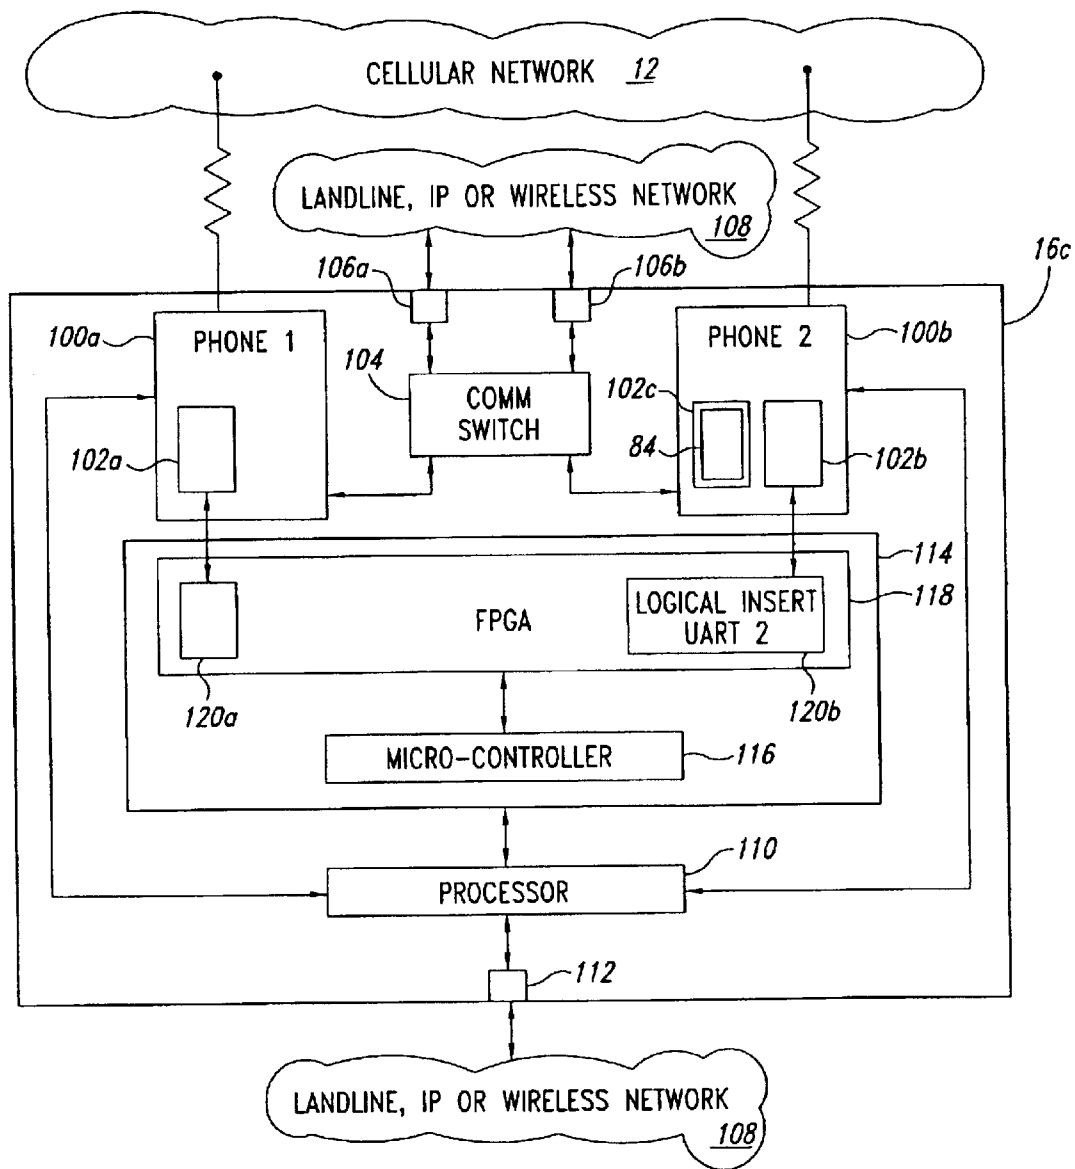 CELLULAR NETWORK 12
LANDLINE, IP OR WIRELESS NETWORK
108
16c
106a
106b
100a
PHONE 1
PHONE 2
100b
104
COMM
SWITCH
102c
84
102a
102b
114
118
FPGA
LOGICAL INSERT
UART 2
120a
120b
MICRO-CONTROLLER
116
110
PROCESSOR
112
LANDLINE, IP OR WIRELESS NETWORK
108